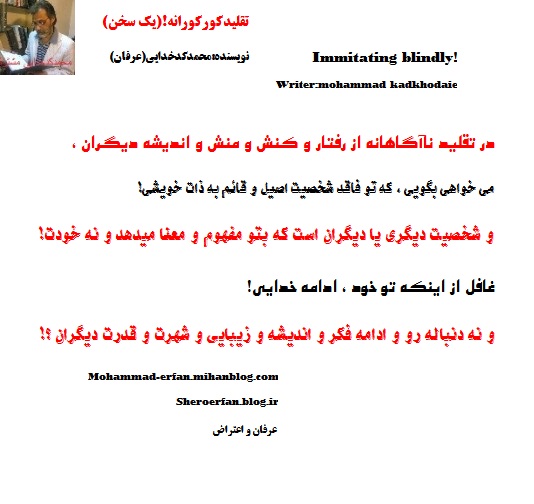 تقلیدکورکورانه!(یک سخن)
نویسنده:محمدکدخدایی(عرفان)
Immitating blindly!
Writer:mohammad kadkhodaie
در تقلید ناآگاهانه از رفتار و کنش و منش و اندیشه دیگران ،
می خواهی بگویی ، که تو فاقد شخصیت اصیل و قائم به ذات خویشی!
و شخصیت دیگری یا دیگران است که بتو مفهوم و معنا میدهد و نه خودت!
غافل از اینکه تو خود ، ادامه خدایی!
و نه دنباله رو و ادامه فکر و اندیشه و زیبایی و شهرت و قدرت دیگران ؟!
Mohammad-erfan.mihanblog.com
Sheroerfan.blog.ir
عرفان و اعتراض